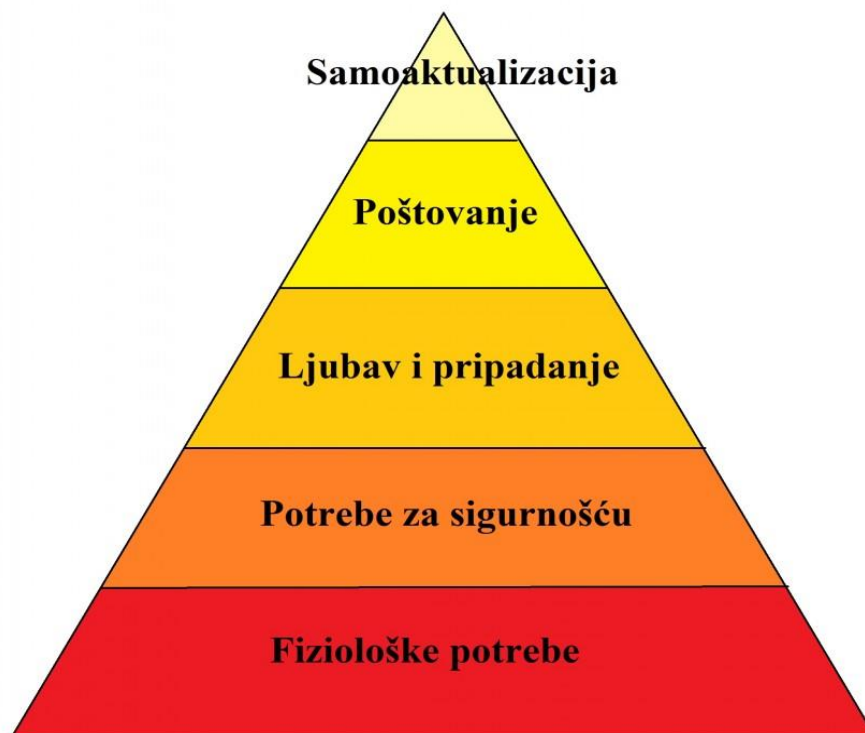 Samoaktualizacija
Poštovanje
Ljubav i pripadanje
Potrebe za sigurnošću
Fiziološke potrebe